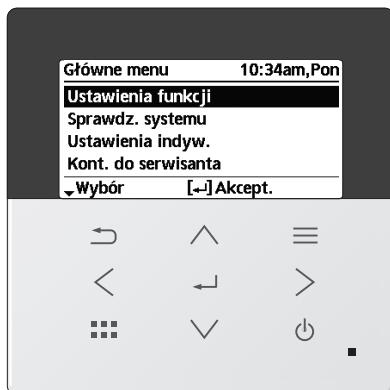 Główne menu 10:34am,Pon
Ustawienia funkcji
Sprawdz. systemu
Ustawienia indyw.
Kont. do serwisanta
Wybór [↵] Akcept.